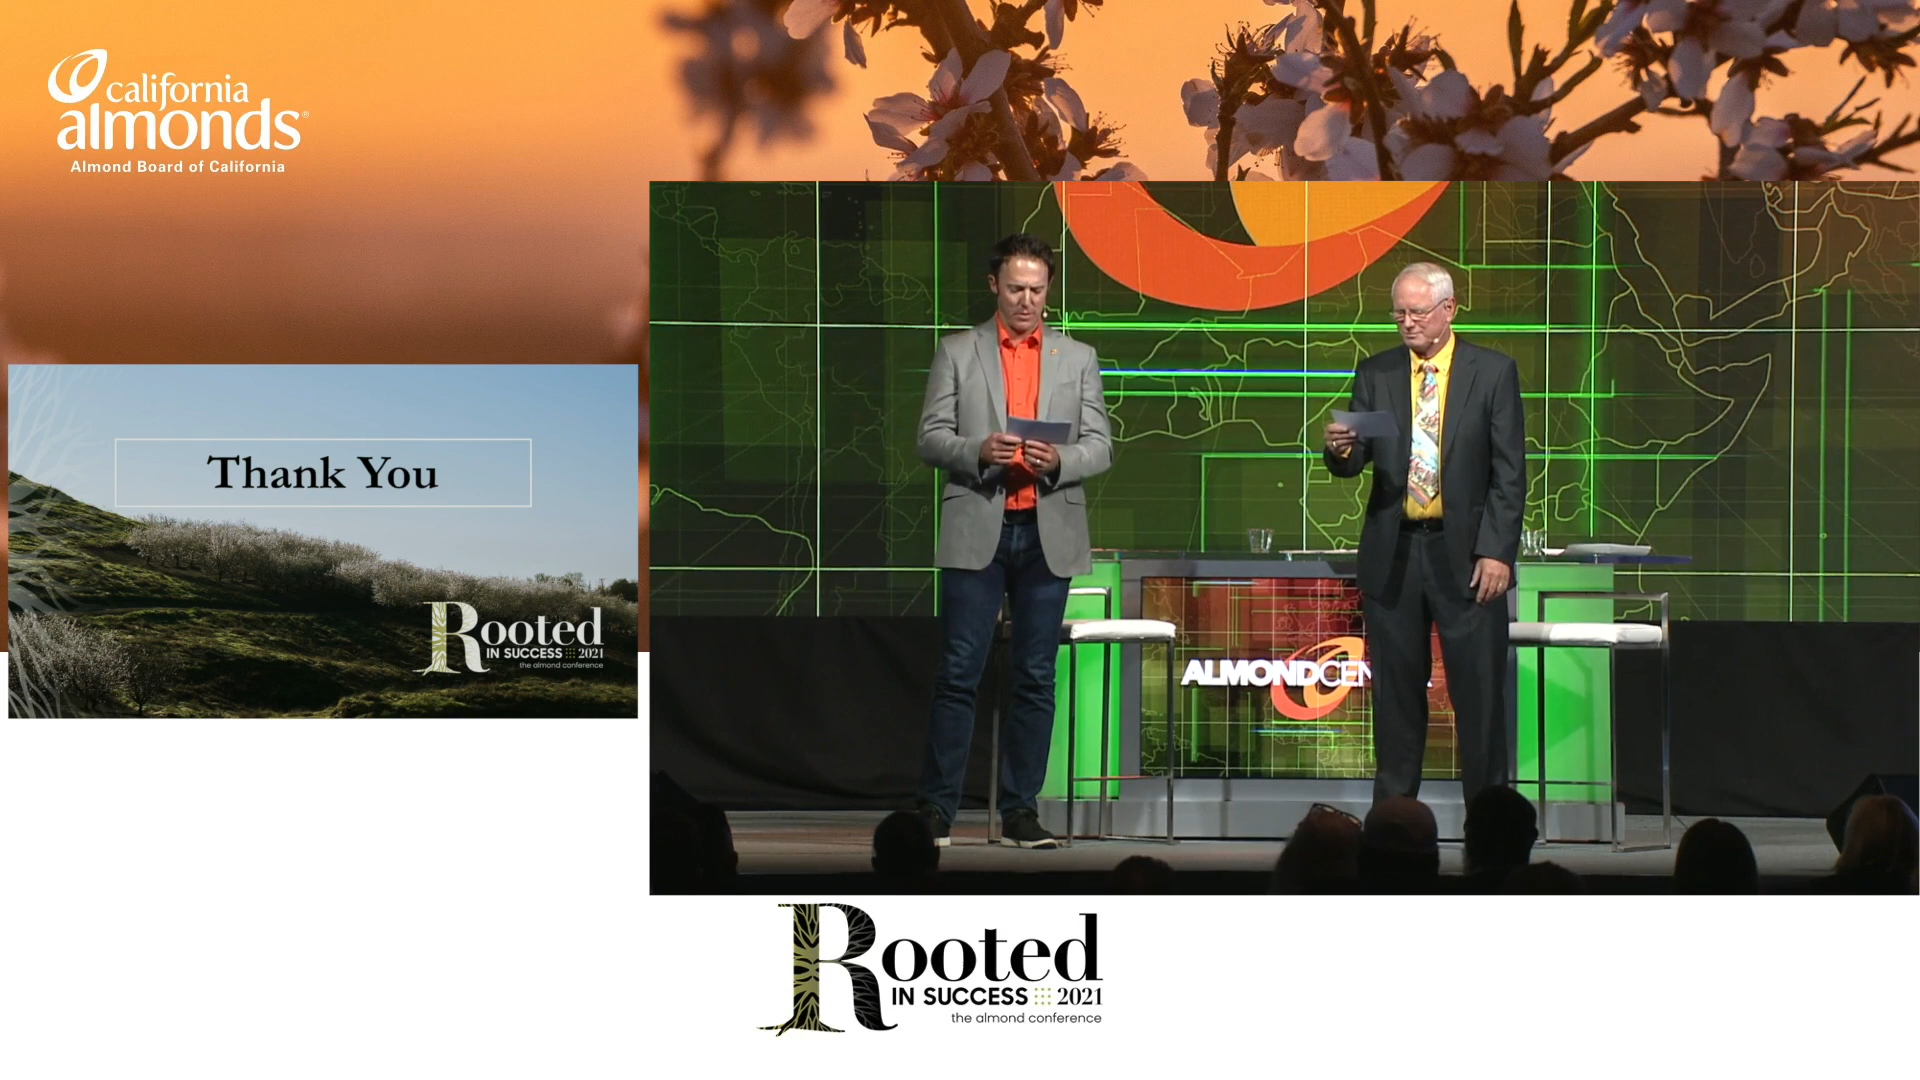 california
almonds®
Almond Board of California
Thank You
Rooted
IN SUCCESS 2021
the almond conference
ALMONDCEN
Rooted
IN SUCCESS 2021
the almond conference